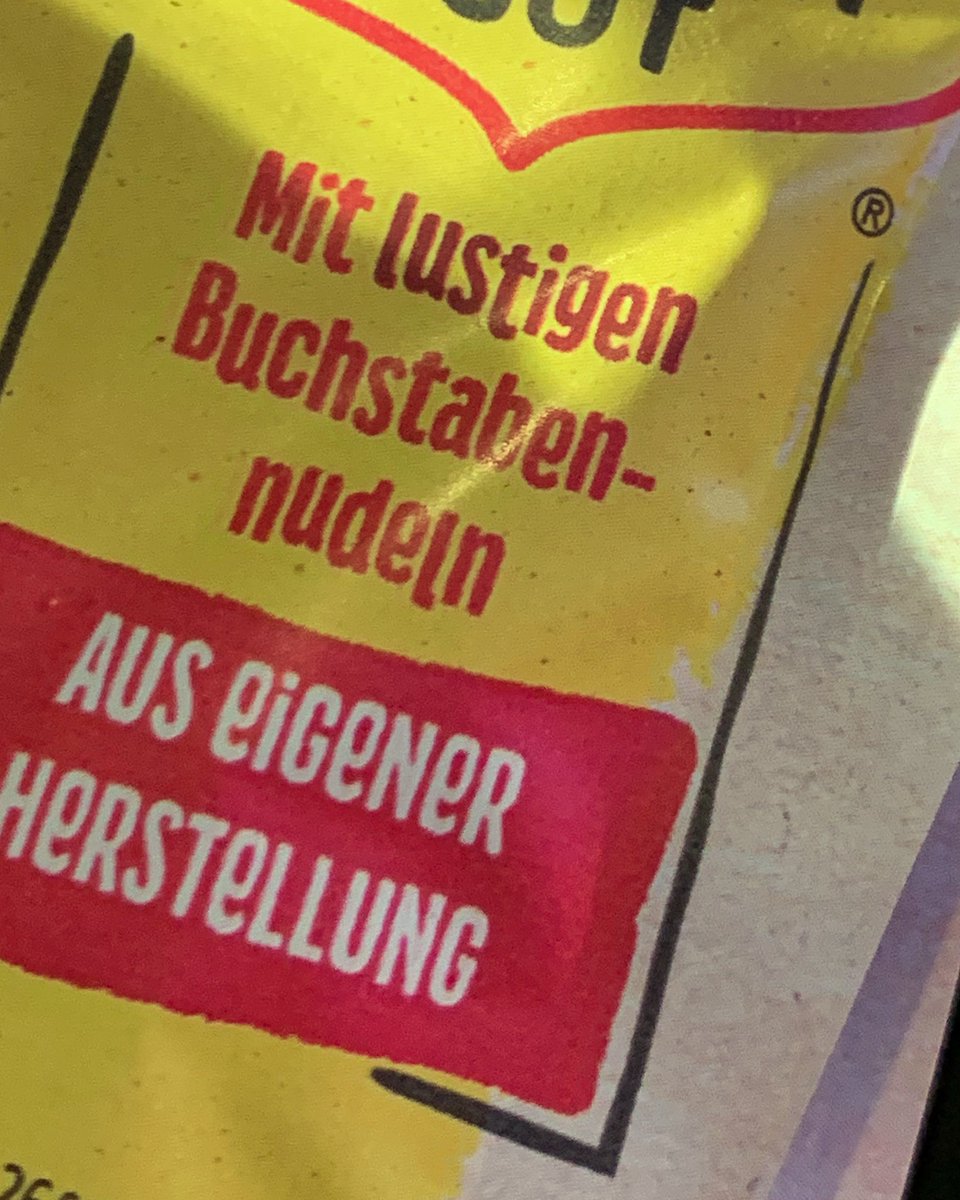 ®
Mit lustigen
Buchstaben-
nudeln
AUS eiGeNeR
HeRSTeLLUNG